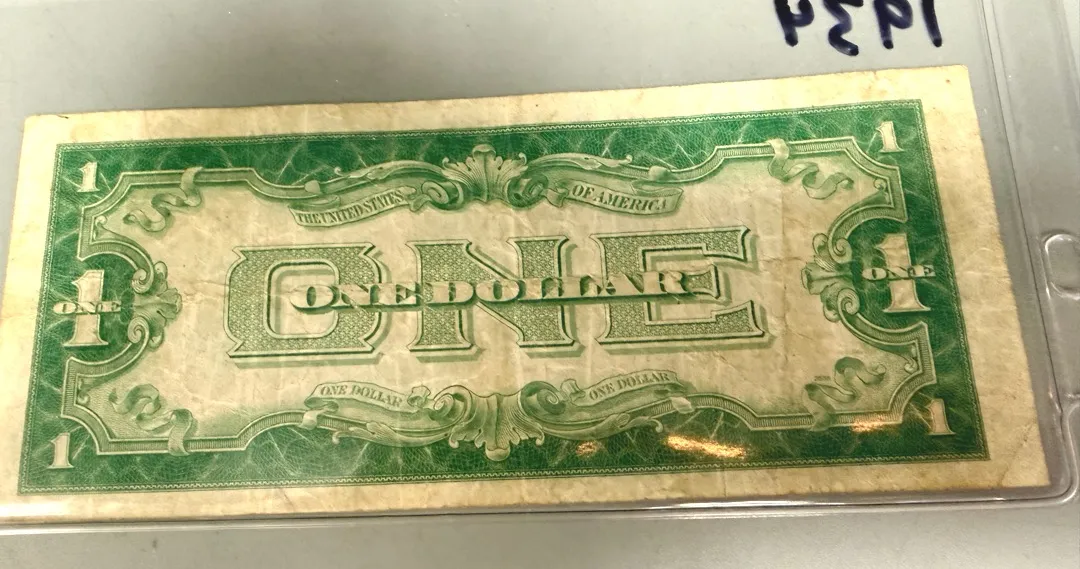 1934
1 1
THE UNITED STATES OF AMERICA
ONE
1 ONE ONE DOLLAR 1 ONE
ONE DOLLAR ONE DOLLAR
1 1